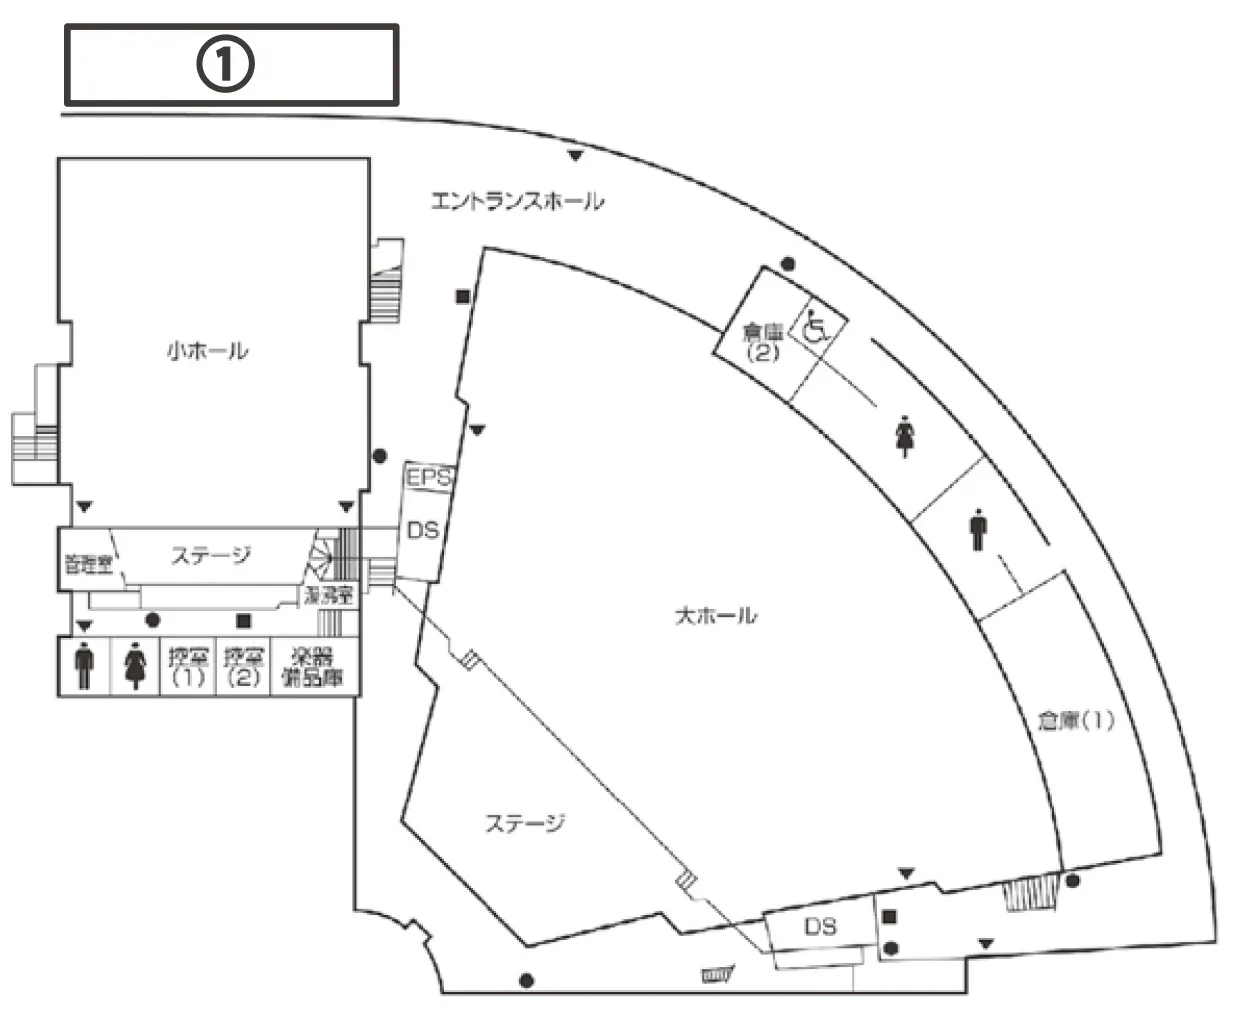 ①
エントランスホール
倉庫
(2)
小ホール
EPS
DS
管理室
ステージ
湯沸室
大ホール
控室
(1)
控室
(2)
楽器
備品庫
倉庫(1)
ステージ
DS